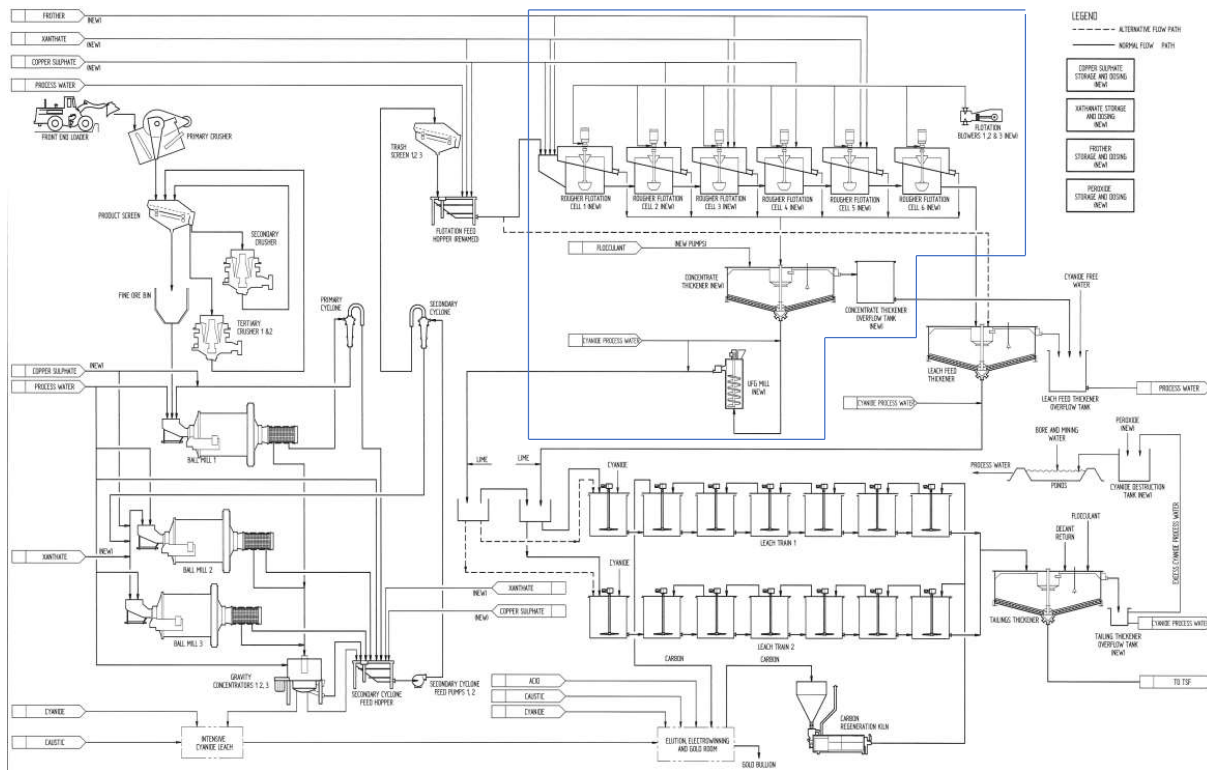 FROTHER
(NEW)
XANTHATE
(NEW)
COPPER SULPHATE
(NEW)
PROCESS WATER
FRONT END LOADER
PRIMARY CRUSHER
TRASH
SCREEN 1,2, 3
FLOTATION
BLOWERS 1,2 & 3 (NEW)
LEGEND
ALTERNATIVE FLOW PATH
NORMAL FLOW PATH
COPPER SULPHATE
STORAGE AND DOSING
(NEW)
XATHANATE
STORAGE AND DOSING
(NEW)
FROTHER
STORAGE AND DOSING
(NEW)
PEROXIDE
STORAGE AND DOSING
(NEW)
ROUGHER FLOTATION
CELL 1 (NEW)
ROUGHER FLOTATION
CELL 2 (NEW)
ROUGHER FLOTATION
CELL 3 (NEW)
ROUGHER FLOTATION
CELL 4 (NEW)
ROUGHER FLOTATION
CELL 5 (NEW)
ROUGHER FLOTATION
CELL 6 (NEW)
PRODUCT SCREEN
SECONDARY
CRUSHER
FLOTATION FEED
HOPPER (RENAMED)
FLOCCULANT
(NEW PUMPS)
CONCENTRATE
THICKENER (NEW)
CONCENTRATE THICKENER
OVERFLOW TANK
(NEW)
CYANIDE FREE
WATER
FINE ORE BIN
TERTIARY
CRUSHER 1 &2
PRIMARY
CYCLONE
SECONDARY
CYCLONE
CYANIDE PROCESS WATER
UFG MILL
(NEW)
LEACH FEED
THICKENER
LEACH FEED THICKENER
OVERFLOW TANK
PROCESS WATER
CYANIDE PROCESS WATER
COPPER SULPHATE
(NEW)
PROCESS WATER
BALL MILL 1
LIME
LIME
CYANIDE
LEACH TRAIN 1
BORE AND MINING
WATER
PEROXIDE
(NEW)
PROCESS WATER
PONDS
CYANIDE DESTRUCTION
TANK (NEW)
EXCESS CYANIDE PROCESS WATER
XANTHATE
(NEW)
BALL MILL 2
BALL MILL 3
XANTHATE
(NEW)
COPPER SULPHATE
(NEW)
CYANIDE
LEACH TRAIN 2
DECANT
RETURN
FLOCCULANT
TAILINGS THICKENER
TAILING THICKENER
OVERFLOW TANK
(NEW)
CYANIDE PROCESS WATER
TO TSF
GRAVITY
CONCENTRATORS 1, 2, 3
SECONDARY CYCLONE
FEED HOPPER
SECONDARY CYCLONE
FEED PUMPS 1, 2
CARBON
CARBON
ACID
CAUSTIC
CYANIDE
CARBON
REGENERATION KILN
CYANIDE
CAUSTIC
INTENSIVE
CYANIDE LEACH
ELUTION, ELECTROWINNING
AND GOLD ROOM
GOLD BULLION